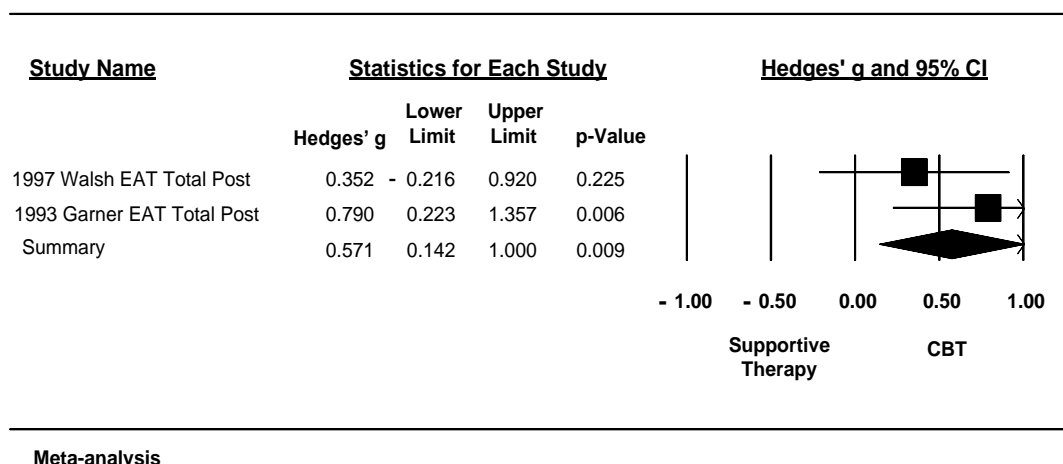 Study Name Statistics for Each Study Hedges' g and 95% CI
Hedges’ g Lower Limit Upper Limit p-Value
1997 Walsh EAT Total Post 0.352 - 0.216 0.920 0.225
1993 Garner EAT Total Post 0.790 0.223 1.357 0.006
Summary 0.571 0.142 1.000 0.009
- 1.00 - 0.50 0.00 0.50 1.00
Supportive CBT
Therapy
Meta-analysis